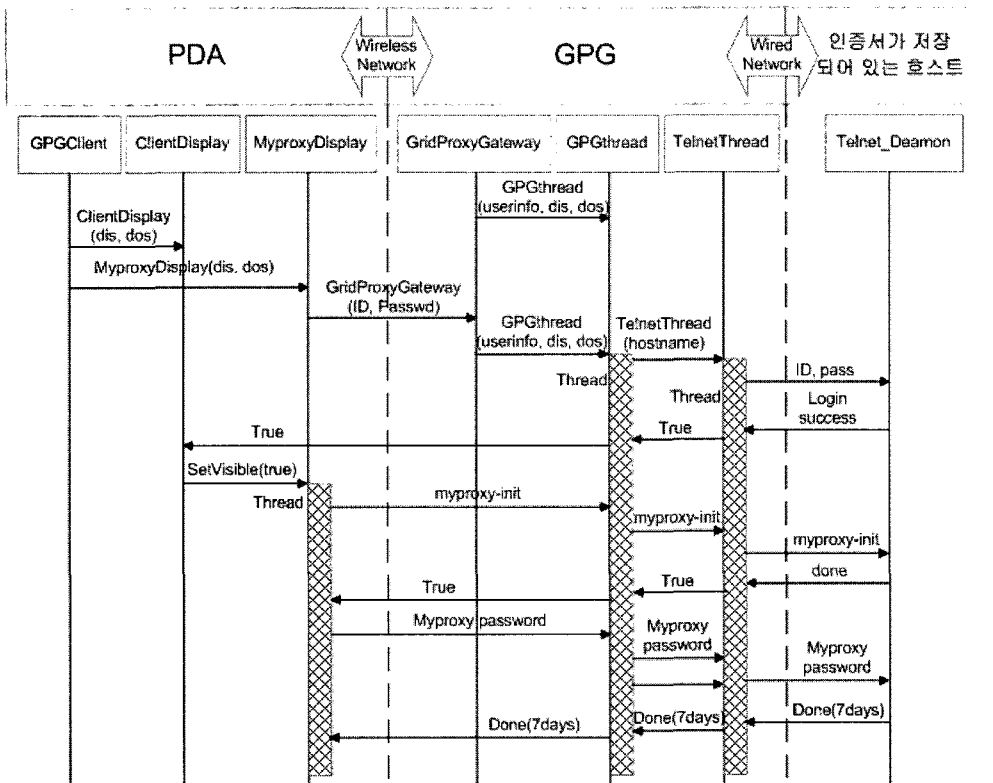 PDA
Wireless
Network
GPG
Wired
Network
인증서가 저장
되어 있는 호스트
GPGClient
ClientDisplay
MyproxyDisplay
GridProxyGateway
GPGthread
TelnetThread
Telnet_Deamon
GPGthread
(userinfo, dis, dos)
ClientDisplay
(dis, dos)
MyproxyDisplay(dis, dos)
GridProxyGateway
(ID, Passwd)
GPGthread
(userinfo, dis, dos)
TelnetThread
(hostname)
Thread
ID, pass
Thread
Login
success
True
True
SetVisible(true)
Thread
myproxy-init
myproxy-init
myproxy-init
done
True
True
Myproxy password
Myproxy
password
Myproxy
password
Done(7days)
Done(7days)
Done(7days)